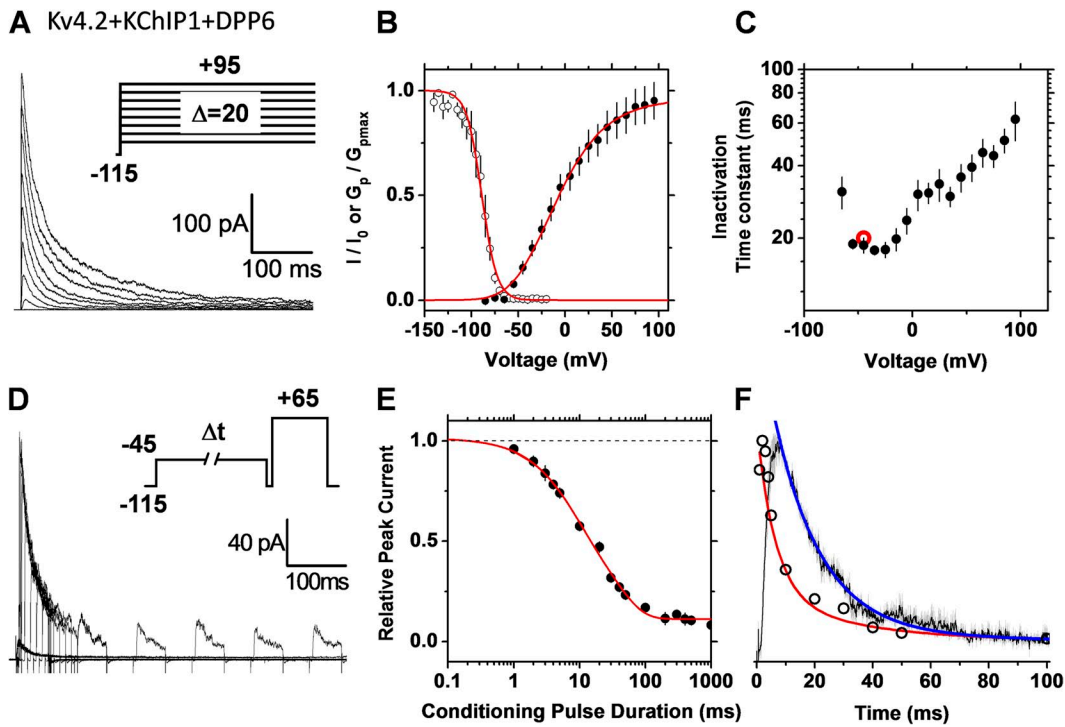 A Kv4.2+KChIP1+DPP6
+95
Δ=20
-115
100 pA
100 ms
B
I / I0 or Gp / Gpmax
1.0
0.5
0.0
-150 -100 -50 0 50 100
Voltage (mV)
C
Inactivation
Time constant (ms)
100
80
60
40
20
-100 0 100
Voltage (mV)
D
+65
-45 Δt
-115
40 pA
100ms
E
Relative Peak Current
1.0
0.5
0.0
0.1 1 10 100 1000
Conditioning Pulse Duration (ms)
F
0 20 40 60 80 100
Time (ms)